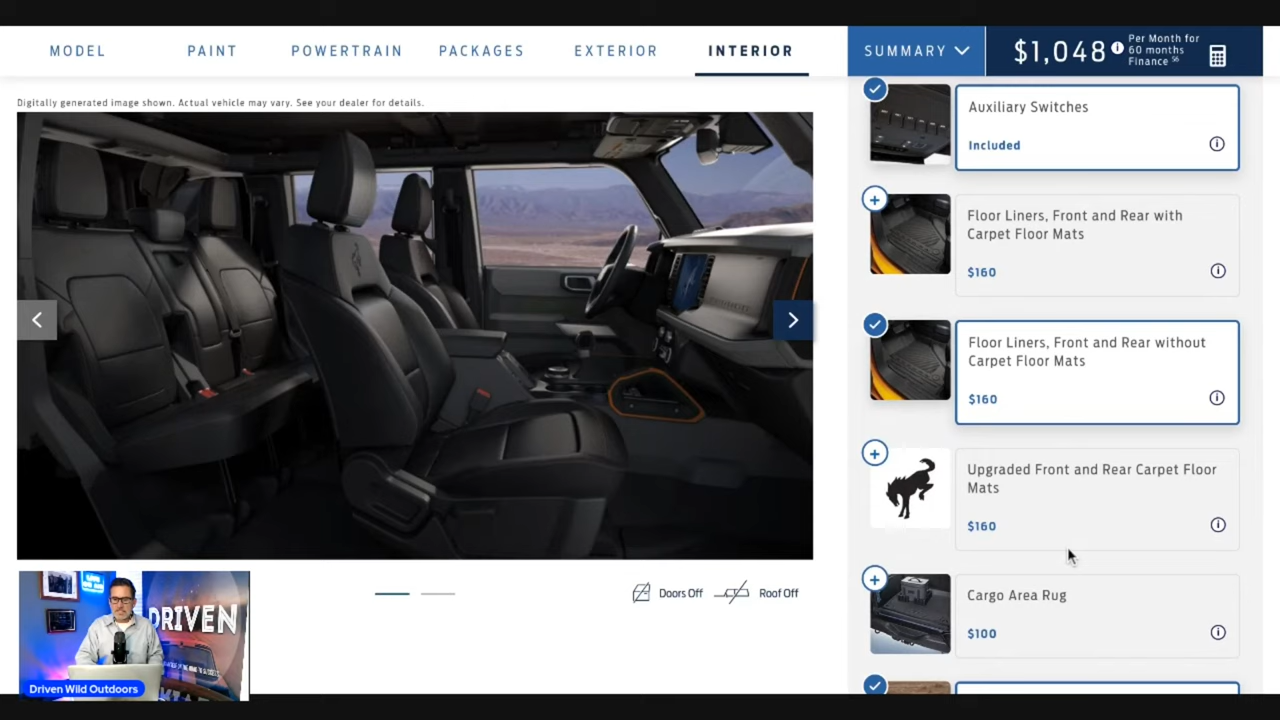 MODEL
PAINT
POWERTRAIN
PACKAGES
EXTERIOR
INTERIOR
SUMMARY
$1,048
Per Month for
60 months
Finance 56
Digitally generated image shown. Actual vehicle may vary. See your dealer for details.
Auxiliary Switches
Included
Floor Liners, Front and Rear with
Carpet Floor Mats
$160
Floor Liners, Front and Rear without
Carpet Floor Mats
$160
Upgraded Front and Rear Carpet Floor
Mats
$160
Cargo Area Rug
$100
Doors Off
Roof Off
DRIVEN
Driven Wild Outdoors